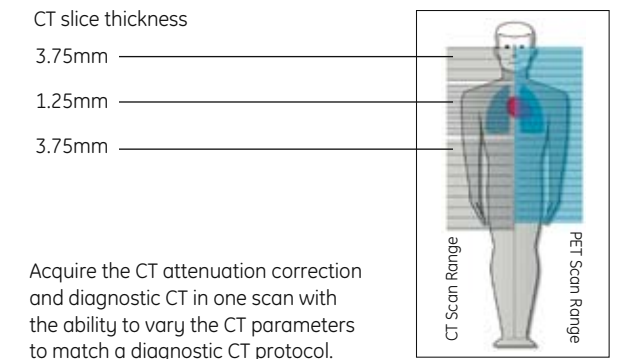 CT slice thickness
3.75mm
1.25mm
3.75mm
CT Scan Range
PET Scan Range
Acquire the CT attenuation correction
and diagnostic CT in one scan with
the ability to vary the CT parameters
to match a diagnostic CT protocol.